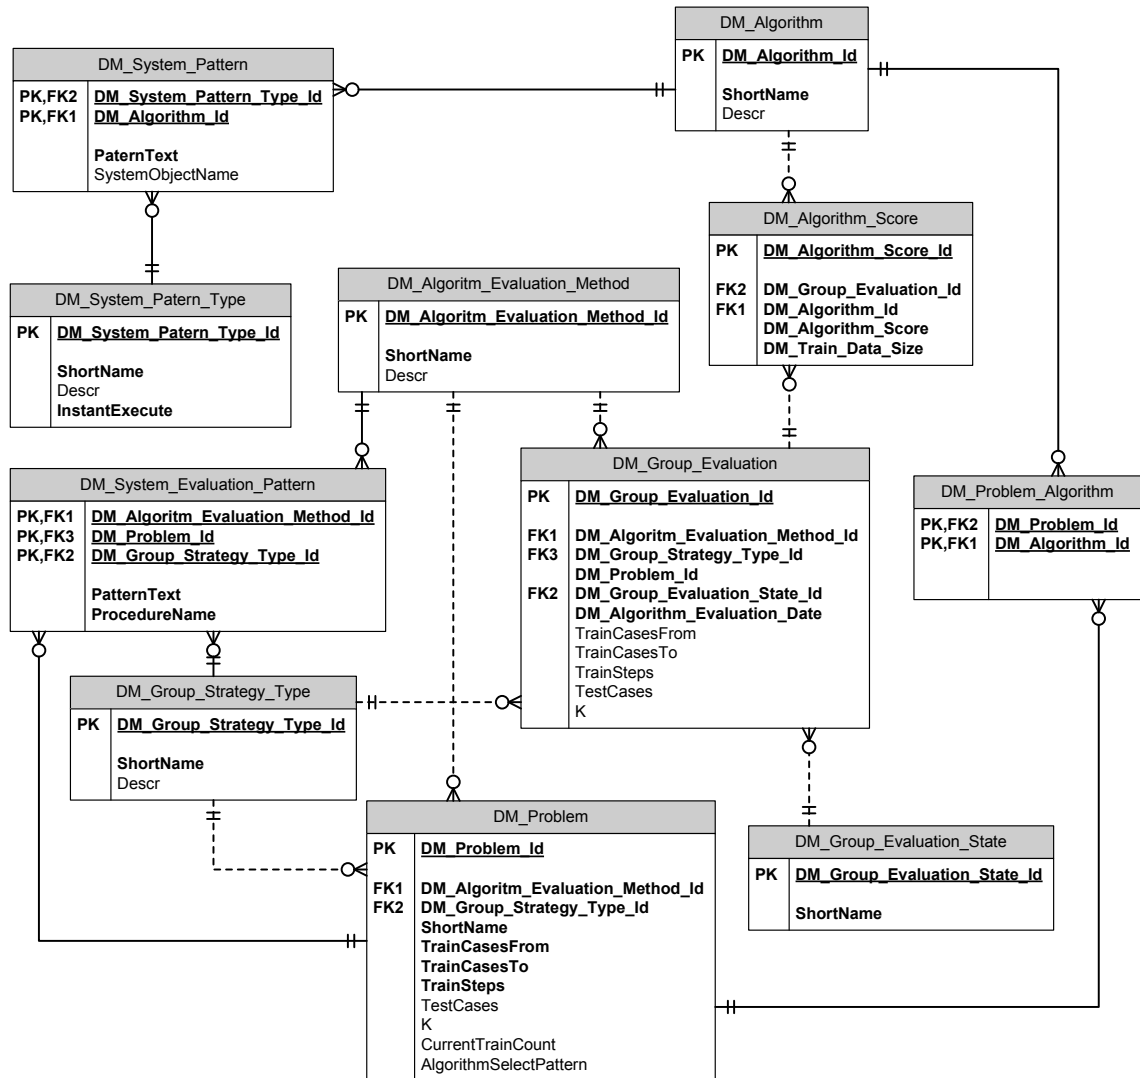 DM_Algorithm
PK DM_Algorithm_Id
ShortName
Descr
DM_System_Pattern
PK,FK2 DM_System_Pattern_Type_Id
PK,FK1 DM_Algorithm_Id
PaternText
SystemObjectName
DM_Algorithm_Score
PK DM_Algorithm_Score_Id
FK2 DM_Group_Evaluation_Id
FK1 DM_Algorithm_Id
DM_Algorithm_Score
DM_Train_Data_Size
DM_System_Patern_Type
PK DM_System_Patern_Type_Id
ShortName
Descr
InstantExecute
DM_Algoritm_Evaluation_Method
PK DM_Algoritm_Evaluation_Method_Id
ShortName
Descr
DM_System_Evaluation_Pattern
PK,FK1 DM_Algoritm_Evaluation_Method_Id
PK,FK3 DM_Problem_Id
PK,FK2 DM_Group_Strategy_Type_Id
PatternText
ProcedureName
DM_Group_Evaluation
PK DM_Group_Evaluation_Id
FK1 DM_Algoritm_Evaluation_Method_Id
FK3 DM_Group_Strategy_Type_Id
DM_Problem_Id
FK2 DM_Group_Evaluation_State_Id
DM_Algorithm_Evaluation_Date
TrainCasesFrom
TrainCasesTo
TrainSteps
TestCases
K
DM_Problem_Algorithm
PK,FK2 DM_Problem_Id
PK,FK1 DM_Algorithm_Id
DM_Group_Strategy_Type
PK DM_Group_Strategy_Type_Id
ShortName
Descr
DM_Problem
PK DM_Problem_Id
FK1 DM_Algoritm_Evaluation_Method_Id
FK2 DM_Group_Strategy_Type_Id
ShortName
TrainCasesFrom
TrainCasesTo
TrainSteps
TestCases
K
CurrentTrainCount
AlgorithmSelectPattern
DM_Group_Evaluation_State
PK DM_Group_Evaluation_State_Id
ShortName